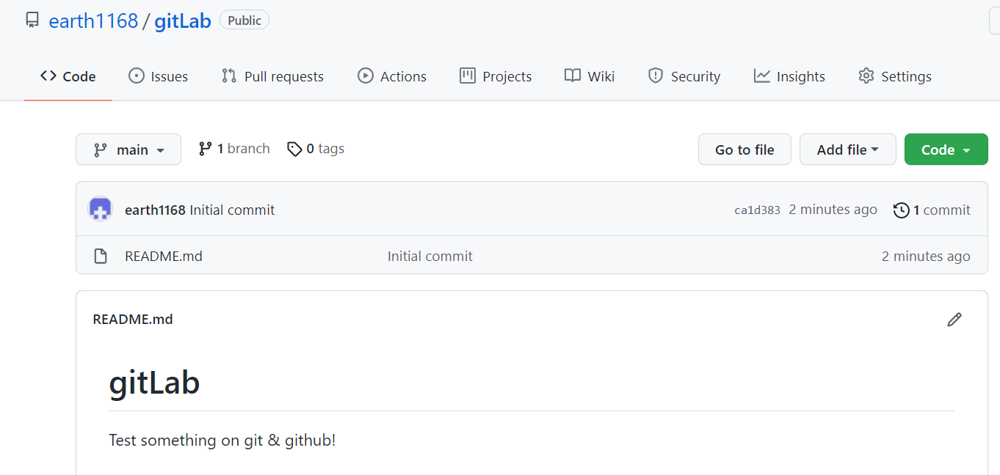 earth1168 / gitLab Public
Code Issues Pull requests Actions Projects Wiki Security Insights Settings
main 1 branch 0 tags Go to file Add file Code
earth1168 Initial commit ca1d383 2 minutes ago 1 commit
README.md Initial commit 2 minutes ago
README.md
gitLab
Test something on git & github!